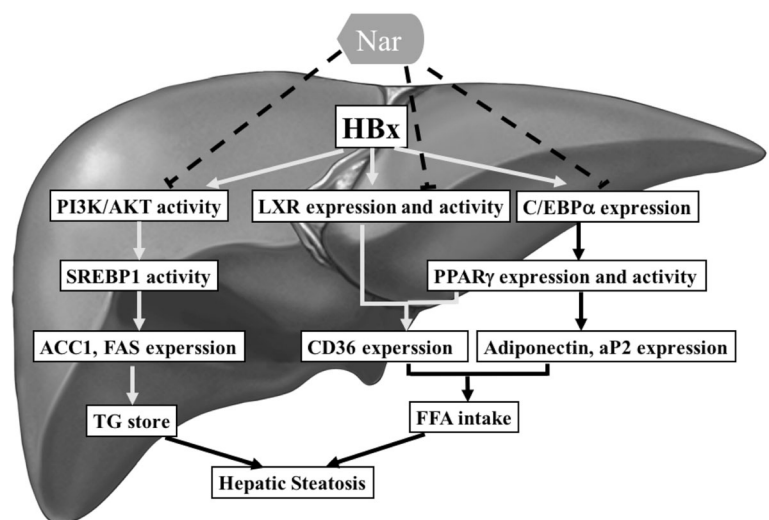 Nar
HBx
PI3K/AKT activity
LXR expression and activity
C/EBPα expression
SREBP1 activity
PPARγ expression and activity
ACC1, FAS experssion
CD36 experssion
Adiponectin, aP2 expression
TG store
FFA intake
Hepatic Steatosis